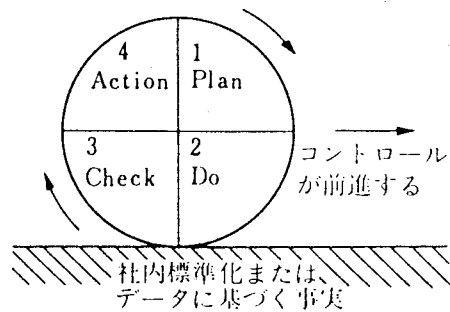 4
Action
1
Plan
3
Check
2
Do
コントロール
が前進する
社内標準化または、
データに基づく事実